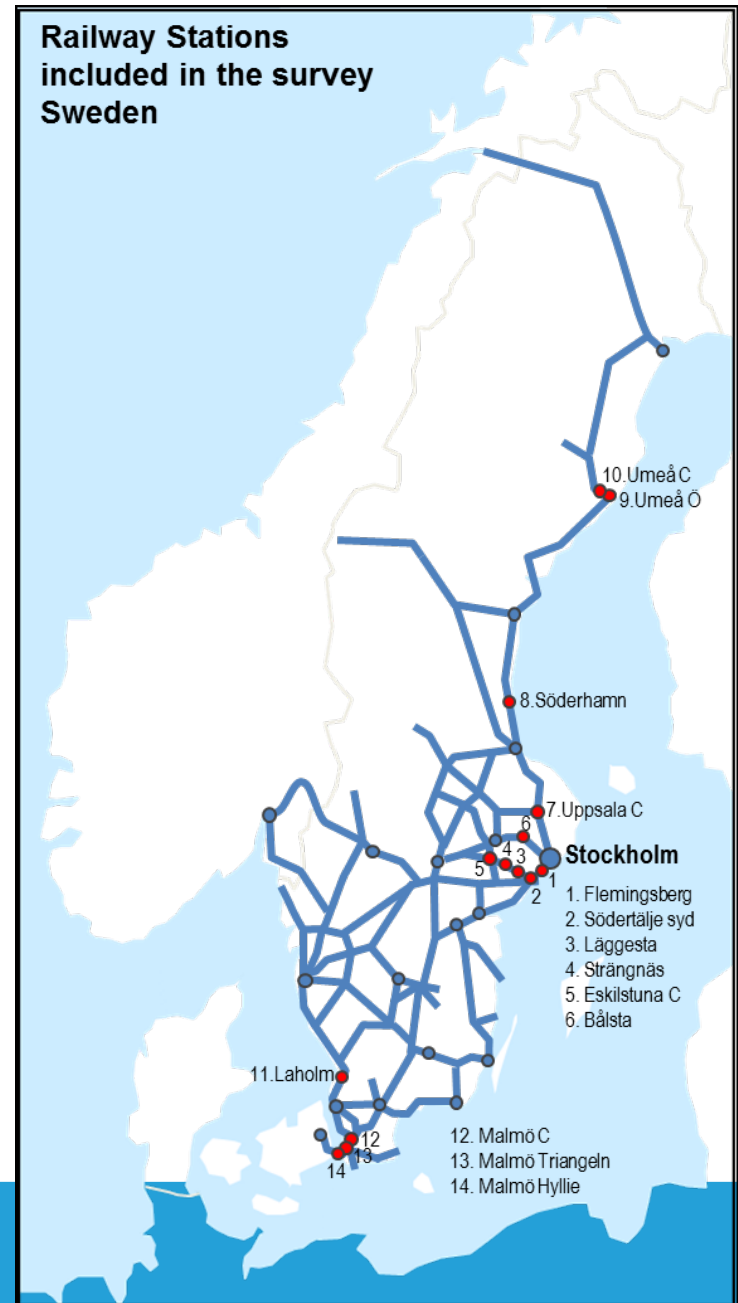 Railway Stations
included in the survey
Sweden
10.Umeå C
9.Umeå Ö
8.Söderhamn
7.Uppsala C
6
4
3
5
Stockholm
1
2
1. Flemingsberg
2. Södertälje syd
3. Läggesta
4. Strängnäs
5. Eskilstuna C
6. Bålsta
11.Laholm
12
13
14
12. Malmö C
13. Malmö Triangeln
14. Malmö Hyllie